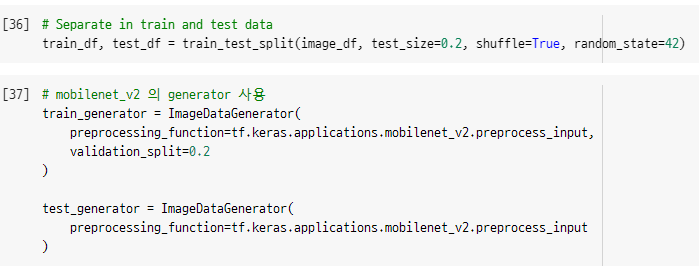 [36] # Separate in train and test data
train_df, test_df = train_test_split(image_df, test_size=0.2, shuffle=True, random_state=42)
[37] # mobilenet_v2 의 generator 사용
train_generator = ImageDataGenerator(
    preprocessing_function=tf.keras.applications.mobilenet_v2.preprocess_input,
    validation_split=0.2
)
test_generator = ImageDataGenerator(
    preprocessing_function=tf.keras.applications.mobilenet_v2.preprocess_input
)